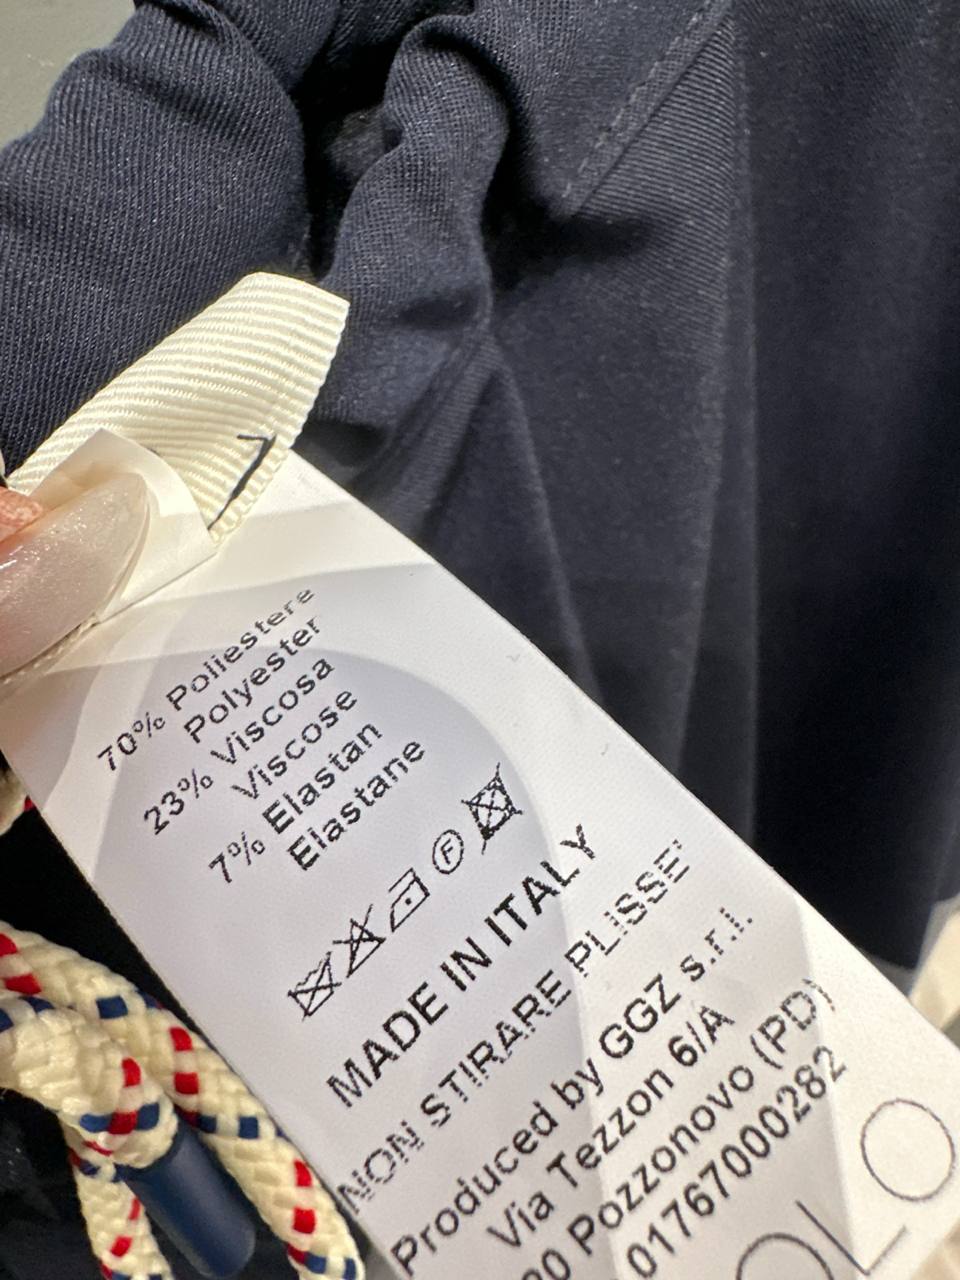 70% Poliestere
Polyester
23% Viscosa
Viscose
7% Elastan
Elastane
F
MADE IN ITALY
NON STIRARE PLISSE'
Produced by GGZ s.r.l.
Via Tezzon 6/A
Pozzonovo (PD)
01767000282